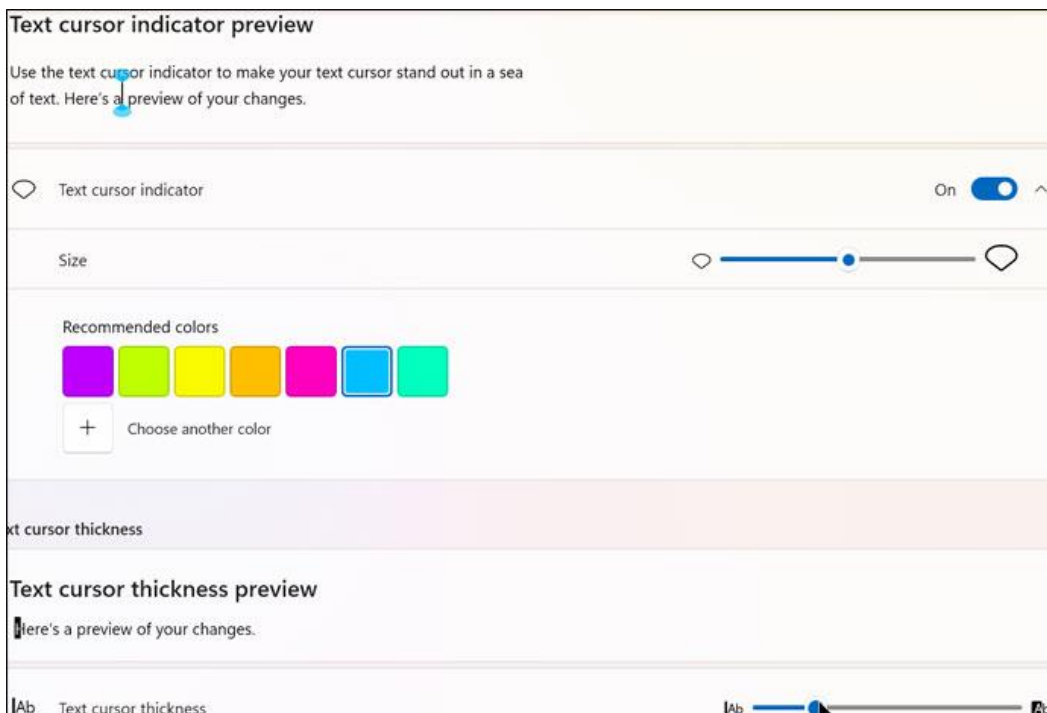 Text cursor indicator preview
Use the text cursor indicator to make your text cursor stand out in a sea
of text. Here's a preview of your changes.
Text cursor indicator
On
Size
Recommended colors
+
Choose another color
xt cursor thickness
Text cursor thickness preview
Here's a preview of your changes.
Ab Text cursor thickness Ab Ab